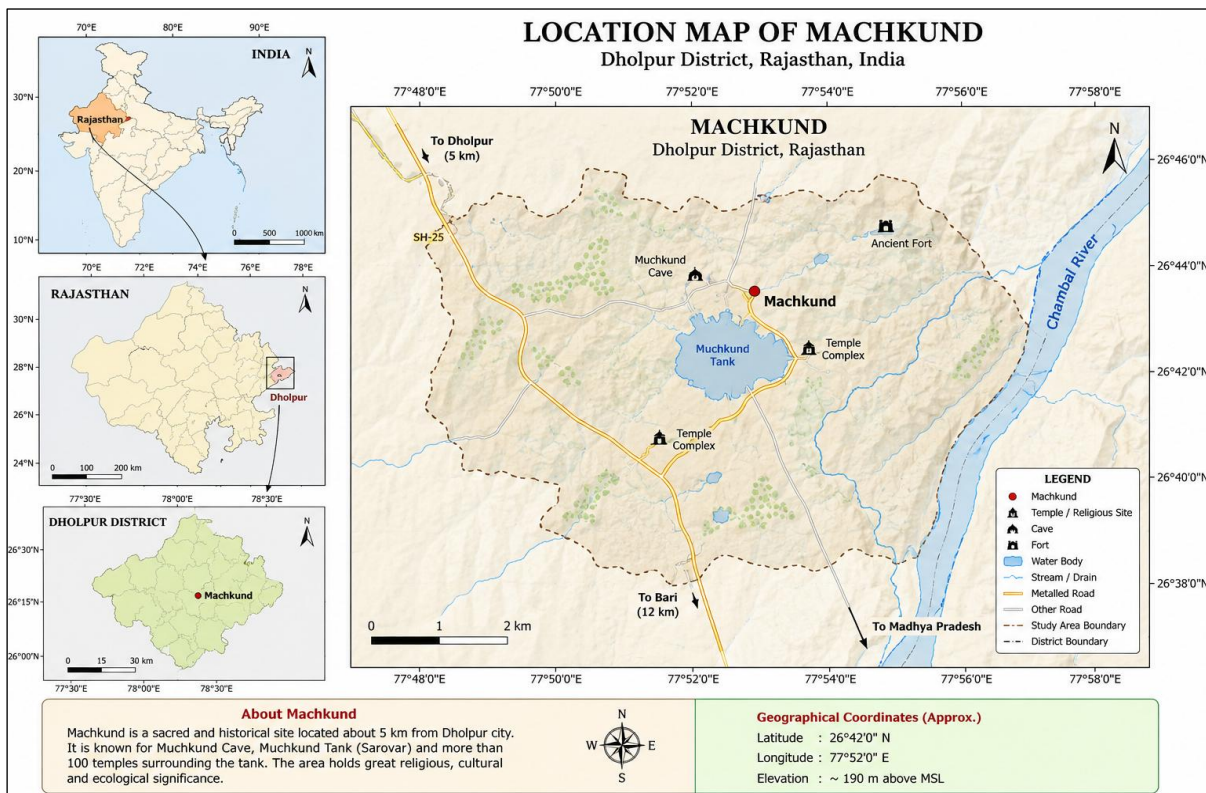 LOCATION MAP OF MACHKUND
Dholpur District, Rajasthan, India
70°E 80°E 90°E
INDIA
N
30°N
20°N
10°N
Rajasthan
0 500 1000 km
70°E 72°E 74°E 76°E 78°E
RAJASTHAN
N
30°N
28°N
26°N
24°N
Dholpur
0 100 200 km
77°30'E 78°00'E 78°30'E
DHOLPUR DISTRICT
N
26°30'N
26°15'N
26°00'N
Machkund
0 15 30 km
77°30'E 78°00'E 78°30'E
77°48'0"E 77°50'0"E 77°52'0"E 77°54'0"E 77°56'0"E 77°58'0"E
MACHKUND
Dholpur District, Rajasthan
N
26°46'0"N
26°44'0"N
26°42'0"N
26°40'0"N
26°38'0"N
To Dholpur
(5 km)
SH-25
Ancient Fort
Muchkund
Cave
Machkund
Muchkund
Tank
Temple
Complex
Temple
Complex
Chambal River
To Bari
(12 km)
To Madhya Pradesh
0 1 2 km
LEGEND
Machkund
Temple / Religious Site
Cave
Fort
Water Body
Stream / Drain
Metalled Road
Other Road
Study Area Boundary
District Boundary
77°48'0"E 77°50'0"E 77°52'0"E 77°54'0"E 77°56'0"E 77°58'0"E
About Machkund
Machkund is a sacred and historical site located about 5 km from Dholpur city.
It is known for Muchkund Cave, Muchkund Tank (Sarovar) and more than
100 temples surrounding the tank. The area holds great religious, cultural
and ecological significance.
N
W E
S
Geographical Coordinates (Approx.)
Latitude : 26°42'0" N
Longitude : 77°52'0" E
Elevation : ~ 190 m above MSL